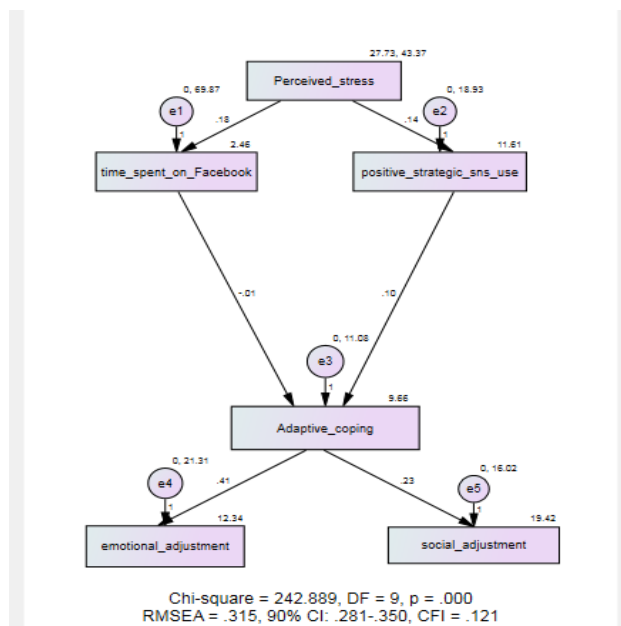 27.73, 43.37
Perceived_stress
0, 69.87
0, 18.93
e1
e2
1
.18
.14
1
2.46
11.61
time_spent_on_Facebook
positive_strategic_sns_use
-.01
.10
0, 11.08
e3
1
9.66
Adaptive_coping
0, 21.31
0, 16.02
e4
.41
.23
e5
1
1
12.34
19.42
emotional_adjustment
social_adjustment
Chi-square = 242.889, DF = 9, p = .000
RMSEA = .315, 90% CI: .281-.350, CFI = .121